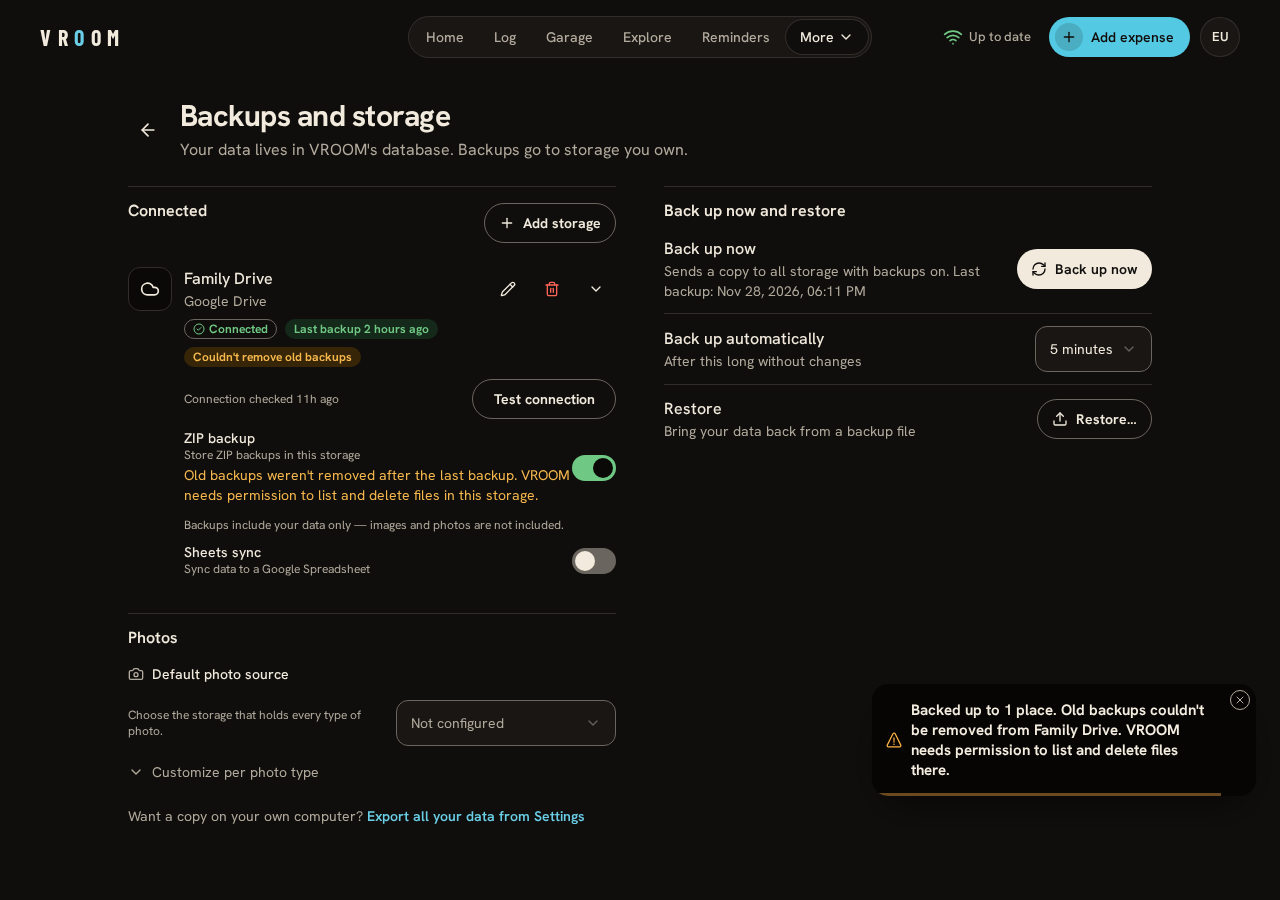 VROOM
Home
Log
Garage
Explore
Reminders
More
Up to date
Add expense
EU
Backups and storage
Your data lives in VROOM's database. Backups go to storage you own.
Connected
Add storage
Family Drive
Google Drive
Connected
Last backup 2 hours ago
Couldn't remove old backups
Connection checked 11h ago
Test connection
ZIP backup
Store ZIP backups in this storage
Old backups weren't removed after the last backup. VROOM
needs permission to list and delete files in this storage.
Backups include your data only — images and photos are not included.
Sheets sync
Sync data to a Google Spreadsheet
Photos
Default photo source
Choose the storage that holds every type of
photo.
Not configured
Customize per photo type
Want a copy on your own computer? Export all your data from Settings
Back up now and restore
Back up now
Sends a copy to all storage with backups on. Last
backup: Nov 28, 2026, 06:11 PM
Back up now
Back up automatically
After this long without changes
5 minutes
Restore
Bring your data back from a backup file
Restore...
Backed up to 1 place. Old backups couldn't
be removed from Family Drive. VROOM
needs permission to list and delete files
there.